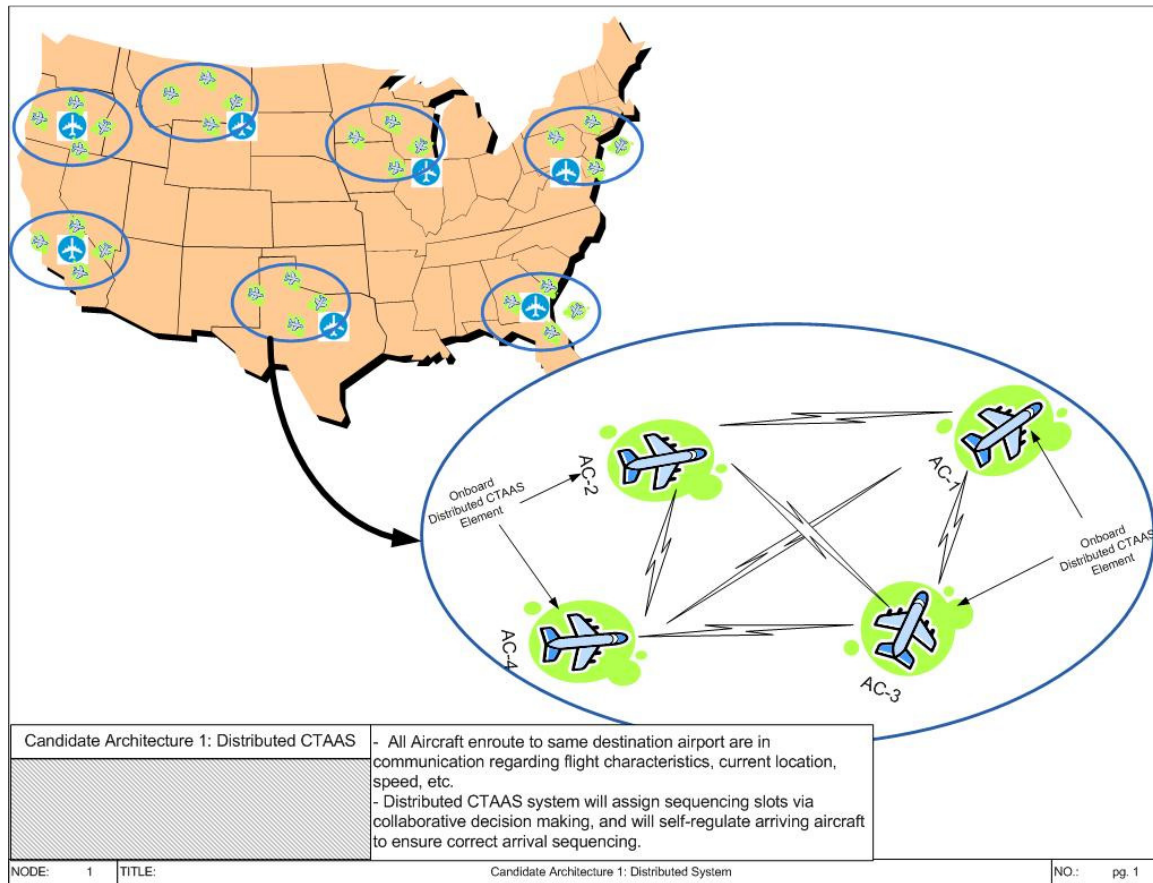 AC-2
AC-1
Onboard
Distributed CTAAS
Element
Onboard
Distributed CTAAS
Element
AC-4
AC-3
Candidate Architecture 1: Distributed CTAAS
- All Aircraft enroute to same destination airport are in
communication regarding flight characteristics, current location,
speed, etc.
- Distributed CTAAS system will assign sequencing slots via
collaborative decision making, and will self-regulate arriving aircraft
to ensure correct arrival sequencing.
NODE: 1 TITLE: Candidate Architecture 1: Distributed System NO.: pg. 1